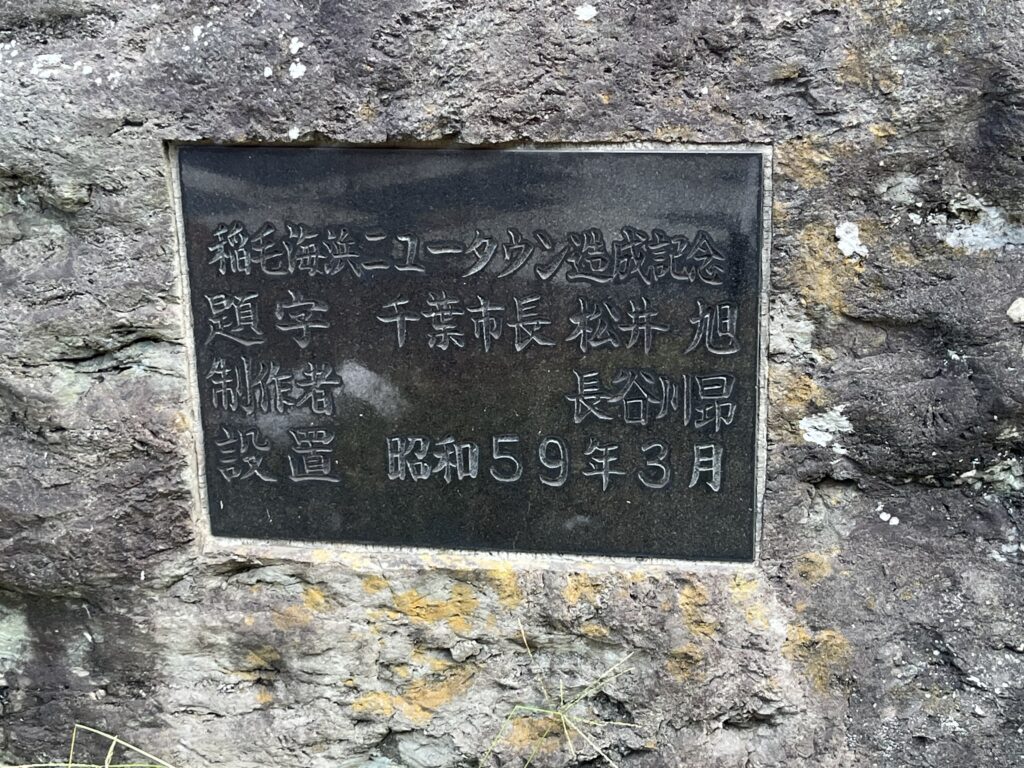 稲毛海浜ニュータウン造成記念
題字 千葉市長 松井 旭
制作者 長谷川昻
設置 昭和59年3月